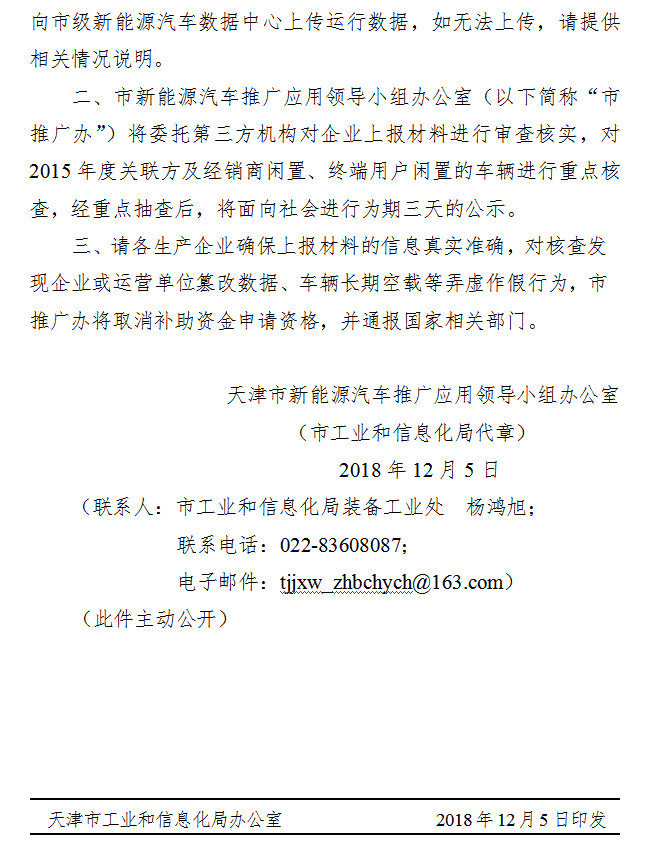 向市级新能源汽车数据中心上传运行数据，如无法上传，请提供
相关情况说明。
二、市新能源汽车推广应用领导小组办公室（以下简称“市
推广办”）将委托第三方机构对企业上报材料进行审查核实，对
2015年度关联方及经销商闲置、终端用户闲置的车辆进行重点核
查，经重点抽查后，将面向社会进行为期三天的公示。
三、请各生产企业确保上报材料的信息真实准确，对核查发
现企业或运营单位篡改数据、车辆长期空载等弄虚作假行为，市
推广办将取消补助资金申请资格，并通报国家相关部门。
天津市新能源汽车推广应用领导小组办公室
（市工业和信息化局代章）
2018年12月5日
（联系人：市工业和信息化局装备工业处 杨鸿旭；
联系电话：022-83608087；
电子邮件：tjjxw_zhbchych@163.com）
（此件主动公开）
天津市工业和信息化局办公室 2018年12月5日印发